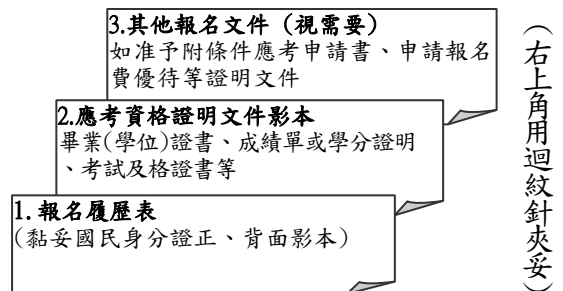 3.其他報名文件（視需要）
如准予附條件應考申請書、申請報名
費優待等證明文件
2.應考資格證明文件影本
畢業(學位)證書、成績單或學分證明
、考試及格證書等
1.報名履歷表
(黏妥國民身分證正、背面影本)
（右上角用迴紋針夾妥）